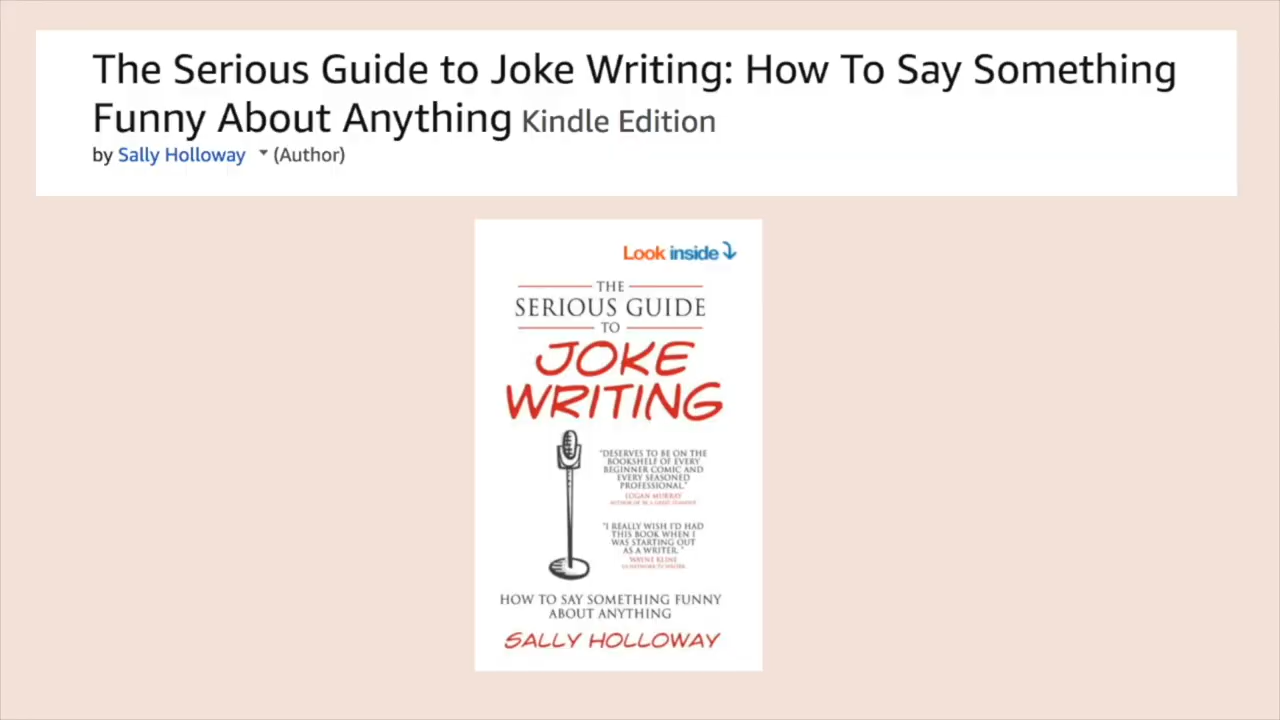 The Serious Guide to Joke Writing: How To Say Something
Funny About Anything Kindle Edition
by Sally Holloway (Author)
Look inside
THE
SERIOUS GUIDE
TO
JOKE
WRITING
"DESERVES TO BE ON THE
BOOKSHELF OF EVERY
BEGINNER COMIC AND
EVERY SEASONED
PROFESSIONAL."
LOGAN MURRAY
"I REALLY WISH I'D HAD
THIS BOOK WHEN I
WAS STARTING OUT
AS A WRITER."
WAYNE KLINE
HOW TO SAY SOMETHING FUNNY
ABOUT ANYTHING
SALLY HOLLOWAY